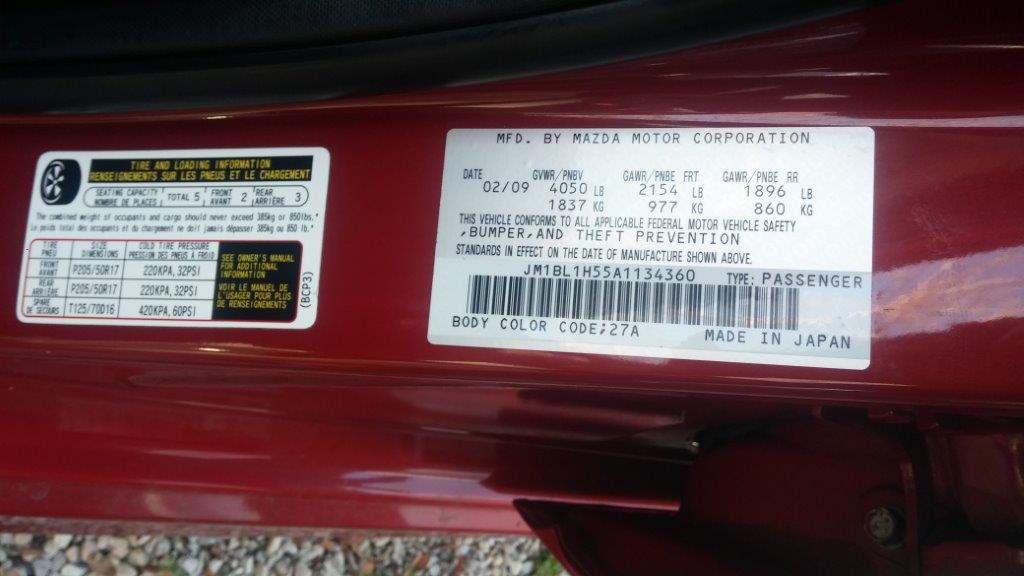 TIRE AND LOADING INFORMATION
RENSEIGNEMENTS SUR LES PNEUS ET LE CHARGEMENT
SEATING CAPACITY NOMBRE DE PLACES TOTAL 5 FRONT AVANT 2 REAR ARRIÈRE 3
The combined weight of occupants and cargo should never exceed 385kg or 850lbs.
Le poids total des occupants et du chargement ne doit jamais dépasser 385kg ou 850 lb.
TIRE PNEU SIZE DIMENSIONS COLD TIRE PRESSURE PRESSION DES PNEUS À FROID
FRONT AVANT P205/50R17 220KPA,32PSI
REAR ARRIÈRE P205/50R17 220KPA,32PSI
SPARE DE SECOURS T125/70D16 420KPA,60PSI
SEE OWNER'S MANUAL
FOR ADDITIONAL
INFORMATION
VOIR LE MANUEL DE
L'USAGER POUR PLUS
DE RENSEIGNEMENTS
(BCP3)
MFD. BY MAZDA MOTOR CORPORATION
DATE GVWR/PNBV GAWR/PNBE FRT GAWR/PNBE RR
02/09 4050 LB 2154 LB 1896 LB
1837 KG 977 KG 860 KG
THIS VEHICLE CONFORMS TO ALL APPLICABLE FEDERAL MOTOR VEHICLE SAFETY
,BUMPER,AND THEFT PREVENTION
STANDARDS IN EFFECT ON THE DATE OF MANUFACTURE SHOWN ABOVE.
JM1BL1H55A1134360 TYPE: PASSENGER
BODY COLOR CODE;27A MADE IN JAPAN